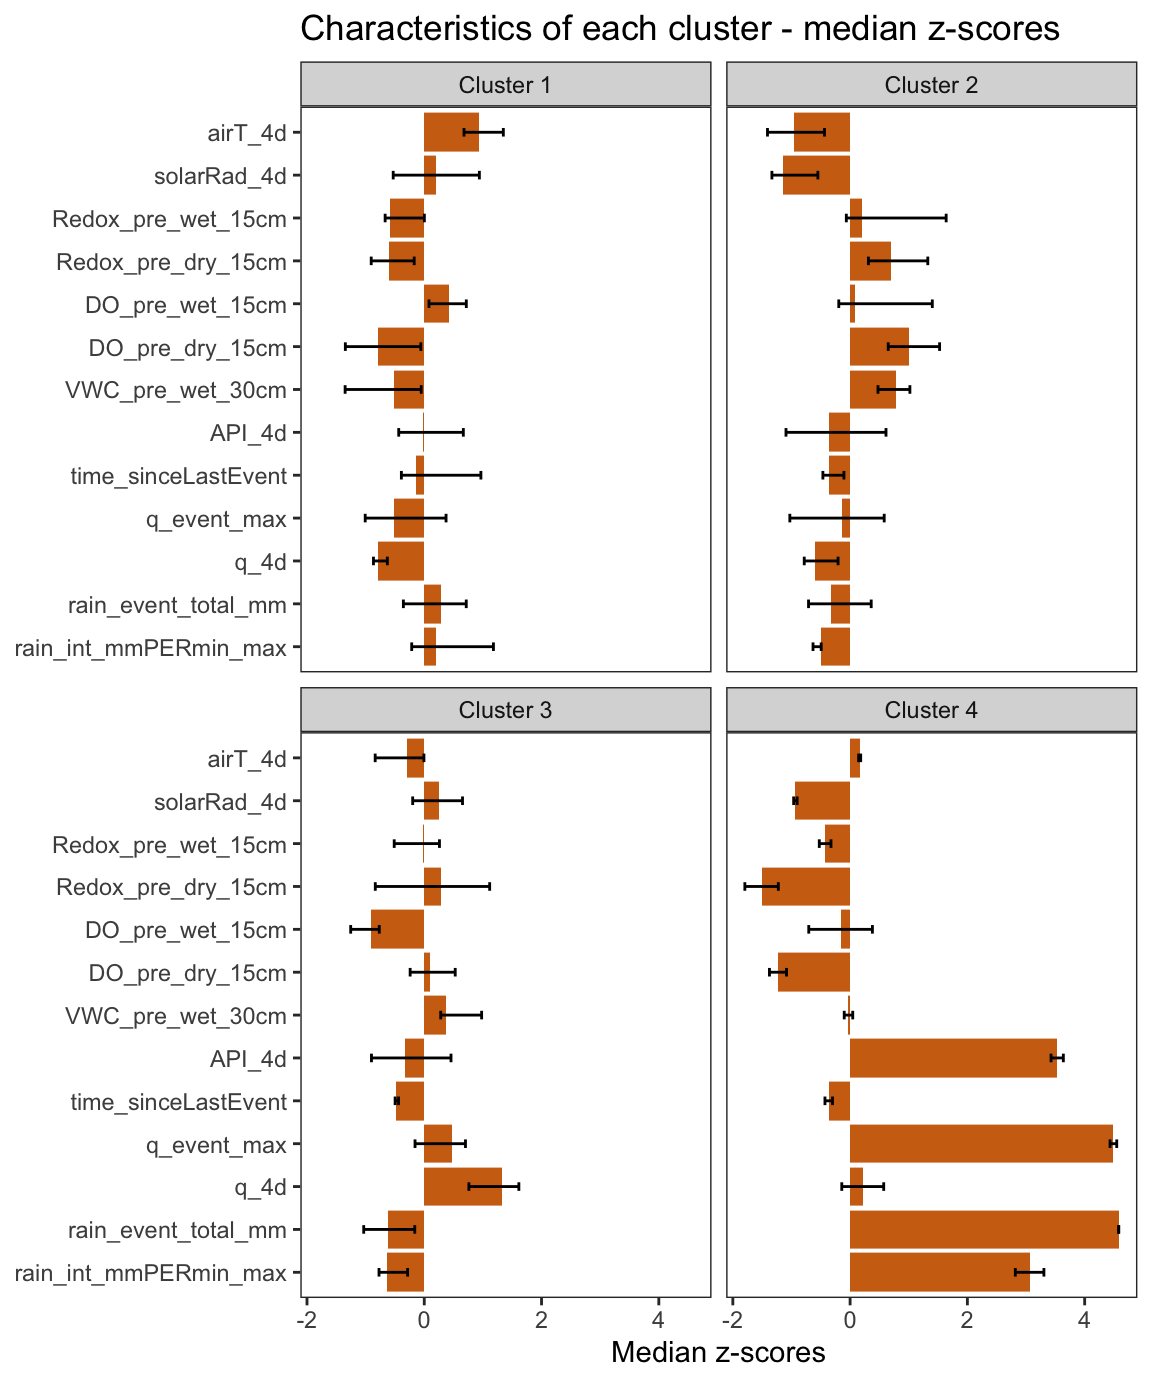 Characteristics of each cluster - median z-scores
Cluster 1
Cluster 2
airT_4d
solarRad_4d
Redox_pre_wet_15cm
Redox_pre_dry_15cm
DO_pre_wet_15cm
DO_pre_dry_15cm
VWC_pre_wet_30cm
API_4d
time_sinceLastEvent
q_event_max
q_4d
rain_event_total_mm
rain_int_mmPERmin_max
Cluster 3
Cluster 4
airT_4d
solarRad_4d
Redox_pre_wet_15cm
Redox_pre_dry_15cm
DO_pre_wet_15cm
DO_pre_dry_15cm
VWC_pre_wet_30cm
API_4d
time_sinceLastEvent
q_event_max
q_4d
rain_event_total_mm
rain_int_mmPERmin_max
-2 0 2 4
-2 0 2 4
Median z-scores